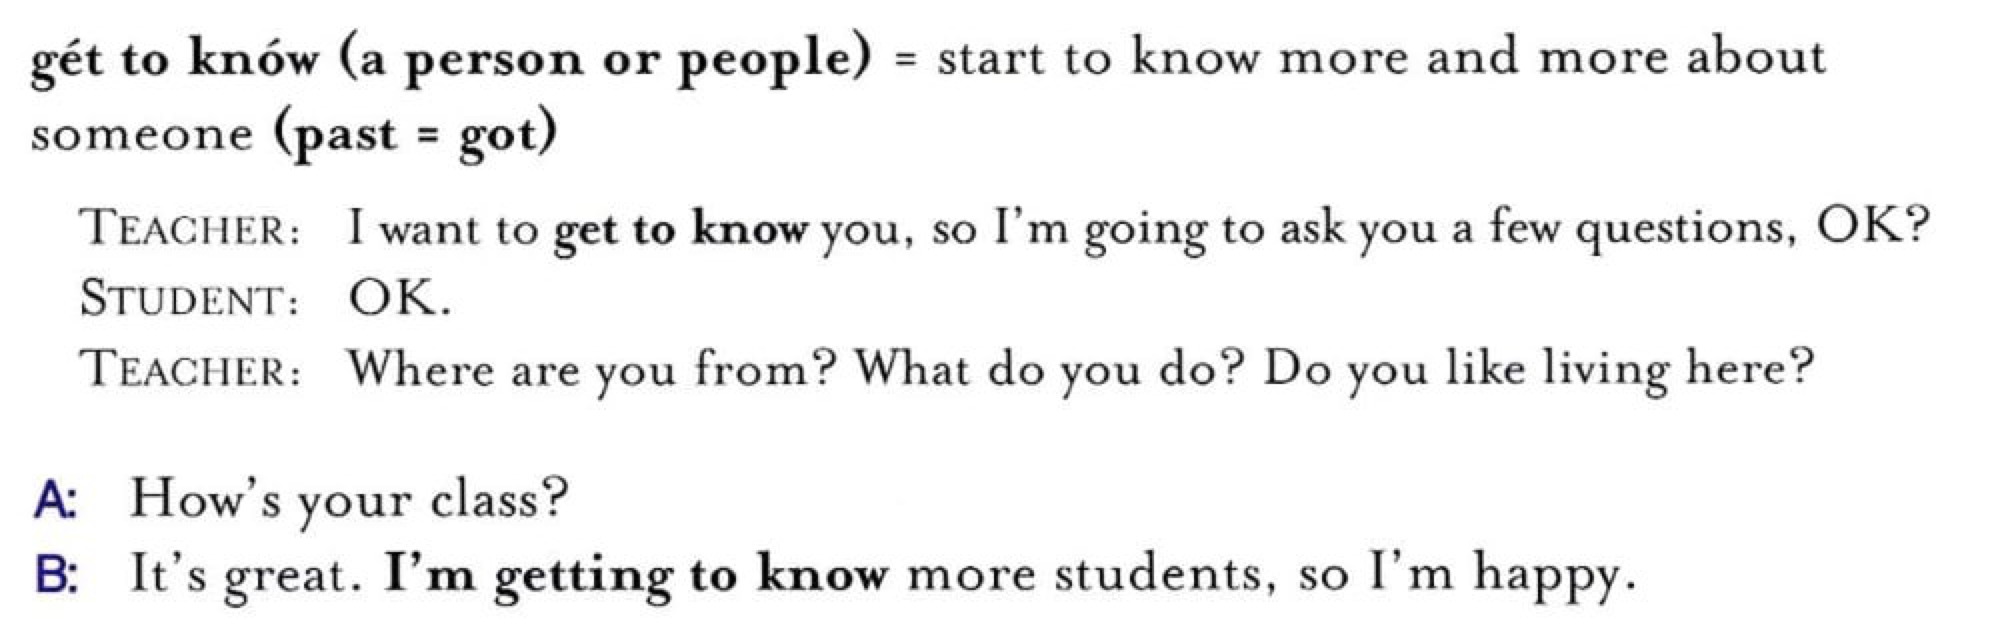 gét to knów (a person or people) = start to know more and more about
someone (past = got)
TEACHER: I want to get to know you, so I'm going to ask you a few questions, OK?
STUDENT: OK.
TEACHER: Where are you from? What do you do? Do you like living here?
A: How's your class?
B: It's great. I'm getting to know more students, so I'm happy.